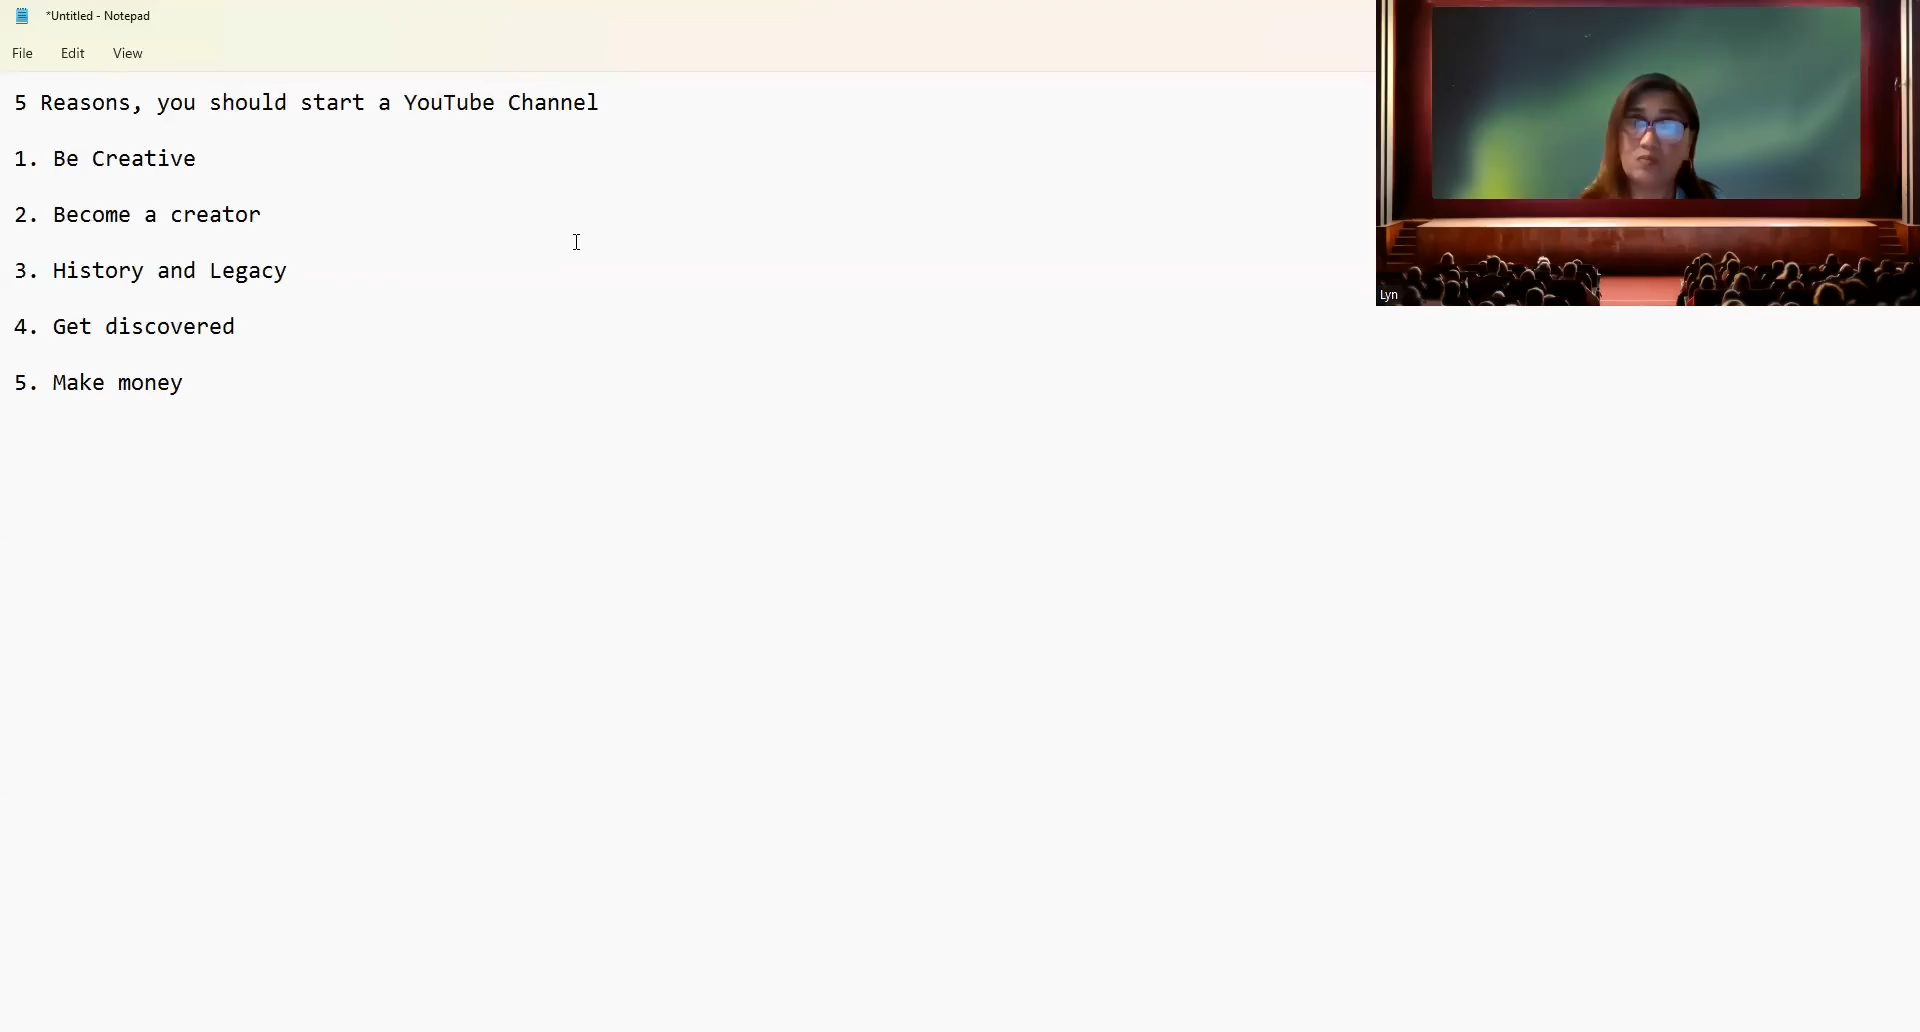 *Untitled - Notepad
File Edit View
5 Reasons, you should start a YouTube Channel
1. Be Creative
2. Become a creator
3. History and Legacy
4. Get discovered
5. Make money
Lyn